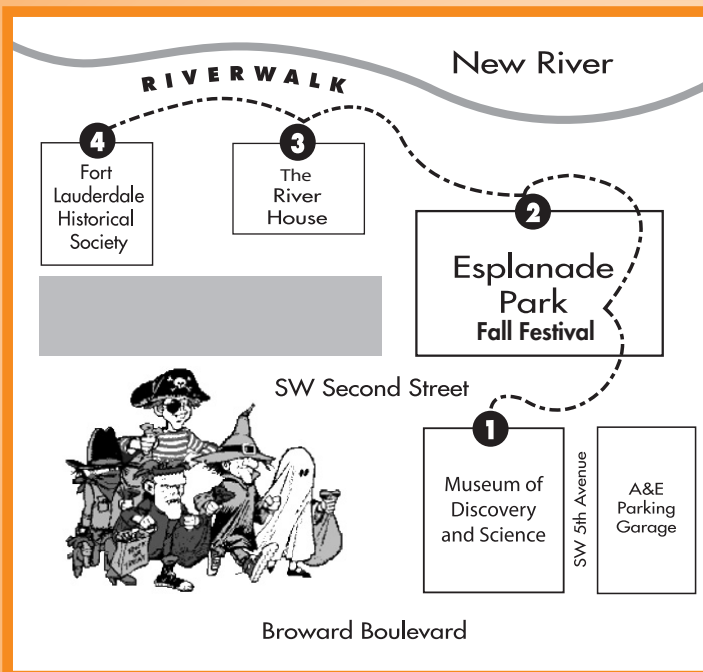 New River
RIVERWALK
4
Fort
Lauderdale
Historical
Society
3
The
River
House
2
Esplanade
Park
Fall Festival
SW Second Street
1
Museum of
Discovery
and Science
SW 5th Avenue
A&E
Parking
Garage
Broward Boulevard